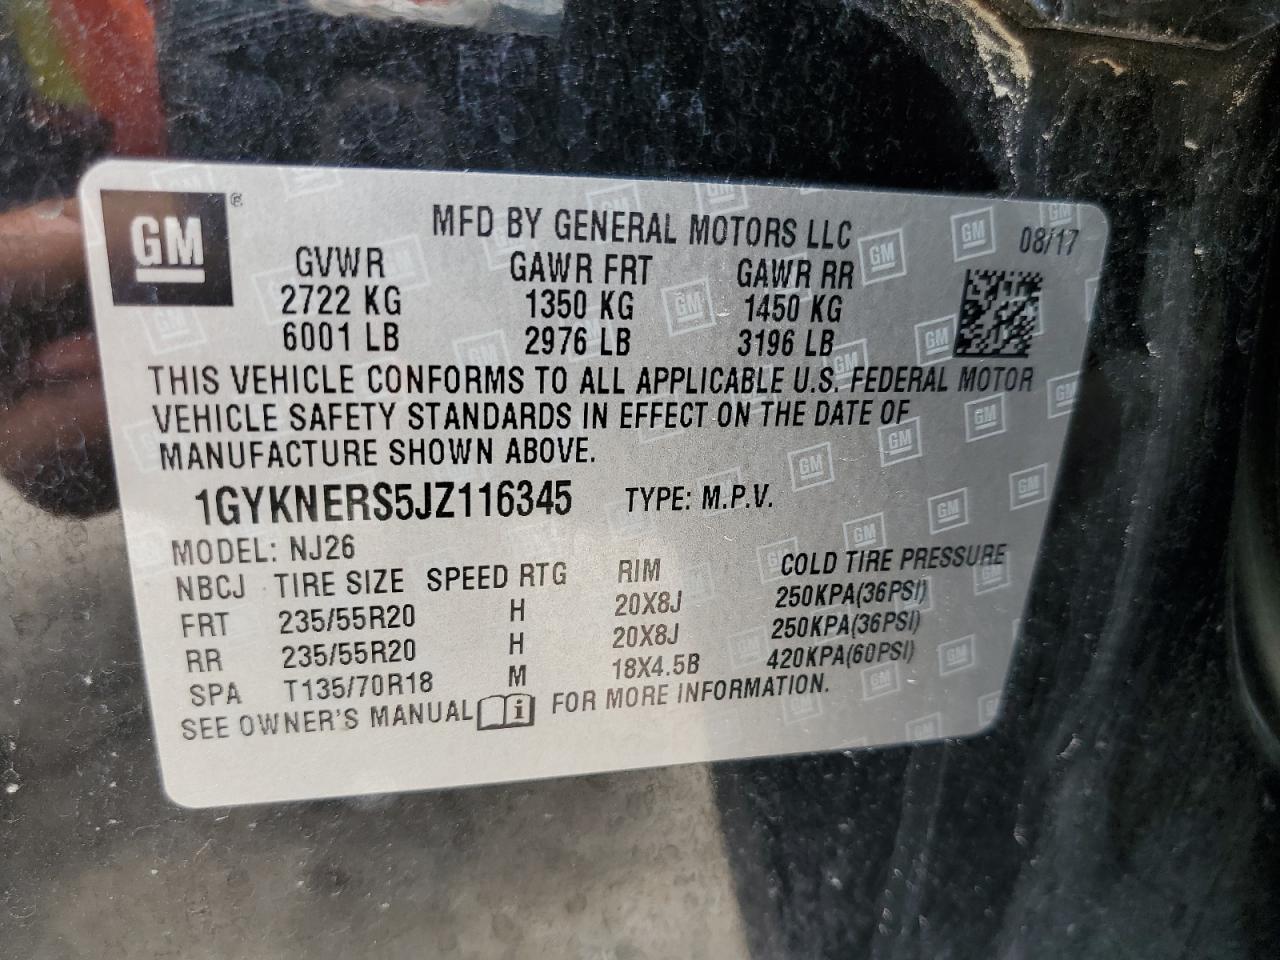 GM ®
MFD BY GENERAL MOTORS LLC
08/17
GVWR GAWR FRT GAWR RR
2722 KG 1350 KG 1450 KG
6001 LB 2976 LB 3196 LB
THIS VEHICLE CONFORMS TO ALL APPLICABLE U.S. FEDERAL MOTOR
VEHICLE SAFETY STANDARDS IN EFFECT ON THE DATE OF
MANUFACTURE SHOWN ABOVE.
1GYKNERS5JZ116345 TYPE: M.P.V.
MODEL: NJ26
NBCJ TIRE SIZE SPEED RTG RIM COLD TIRE PRESSURE
FRT 235/55R20 H 20X8J 250KPA(36PSI)
RR 235/55R20 H 20X8J 250KPA(36PSI)
SPA T135/70R18 M 18X4.5B 420KPA(60PSI)
SEE OWNER'S MANUAL i FOR MORE INFORMATION.